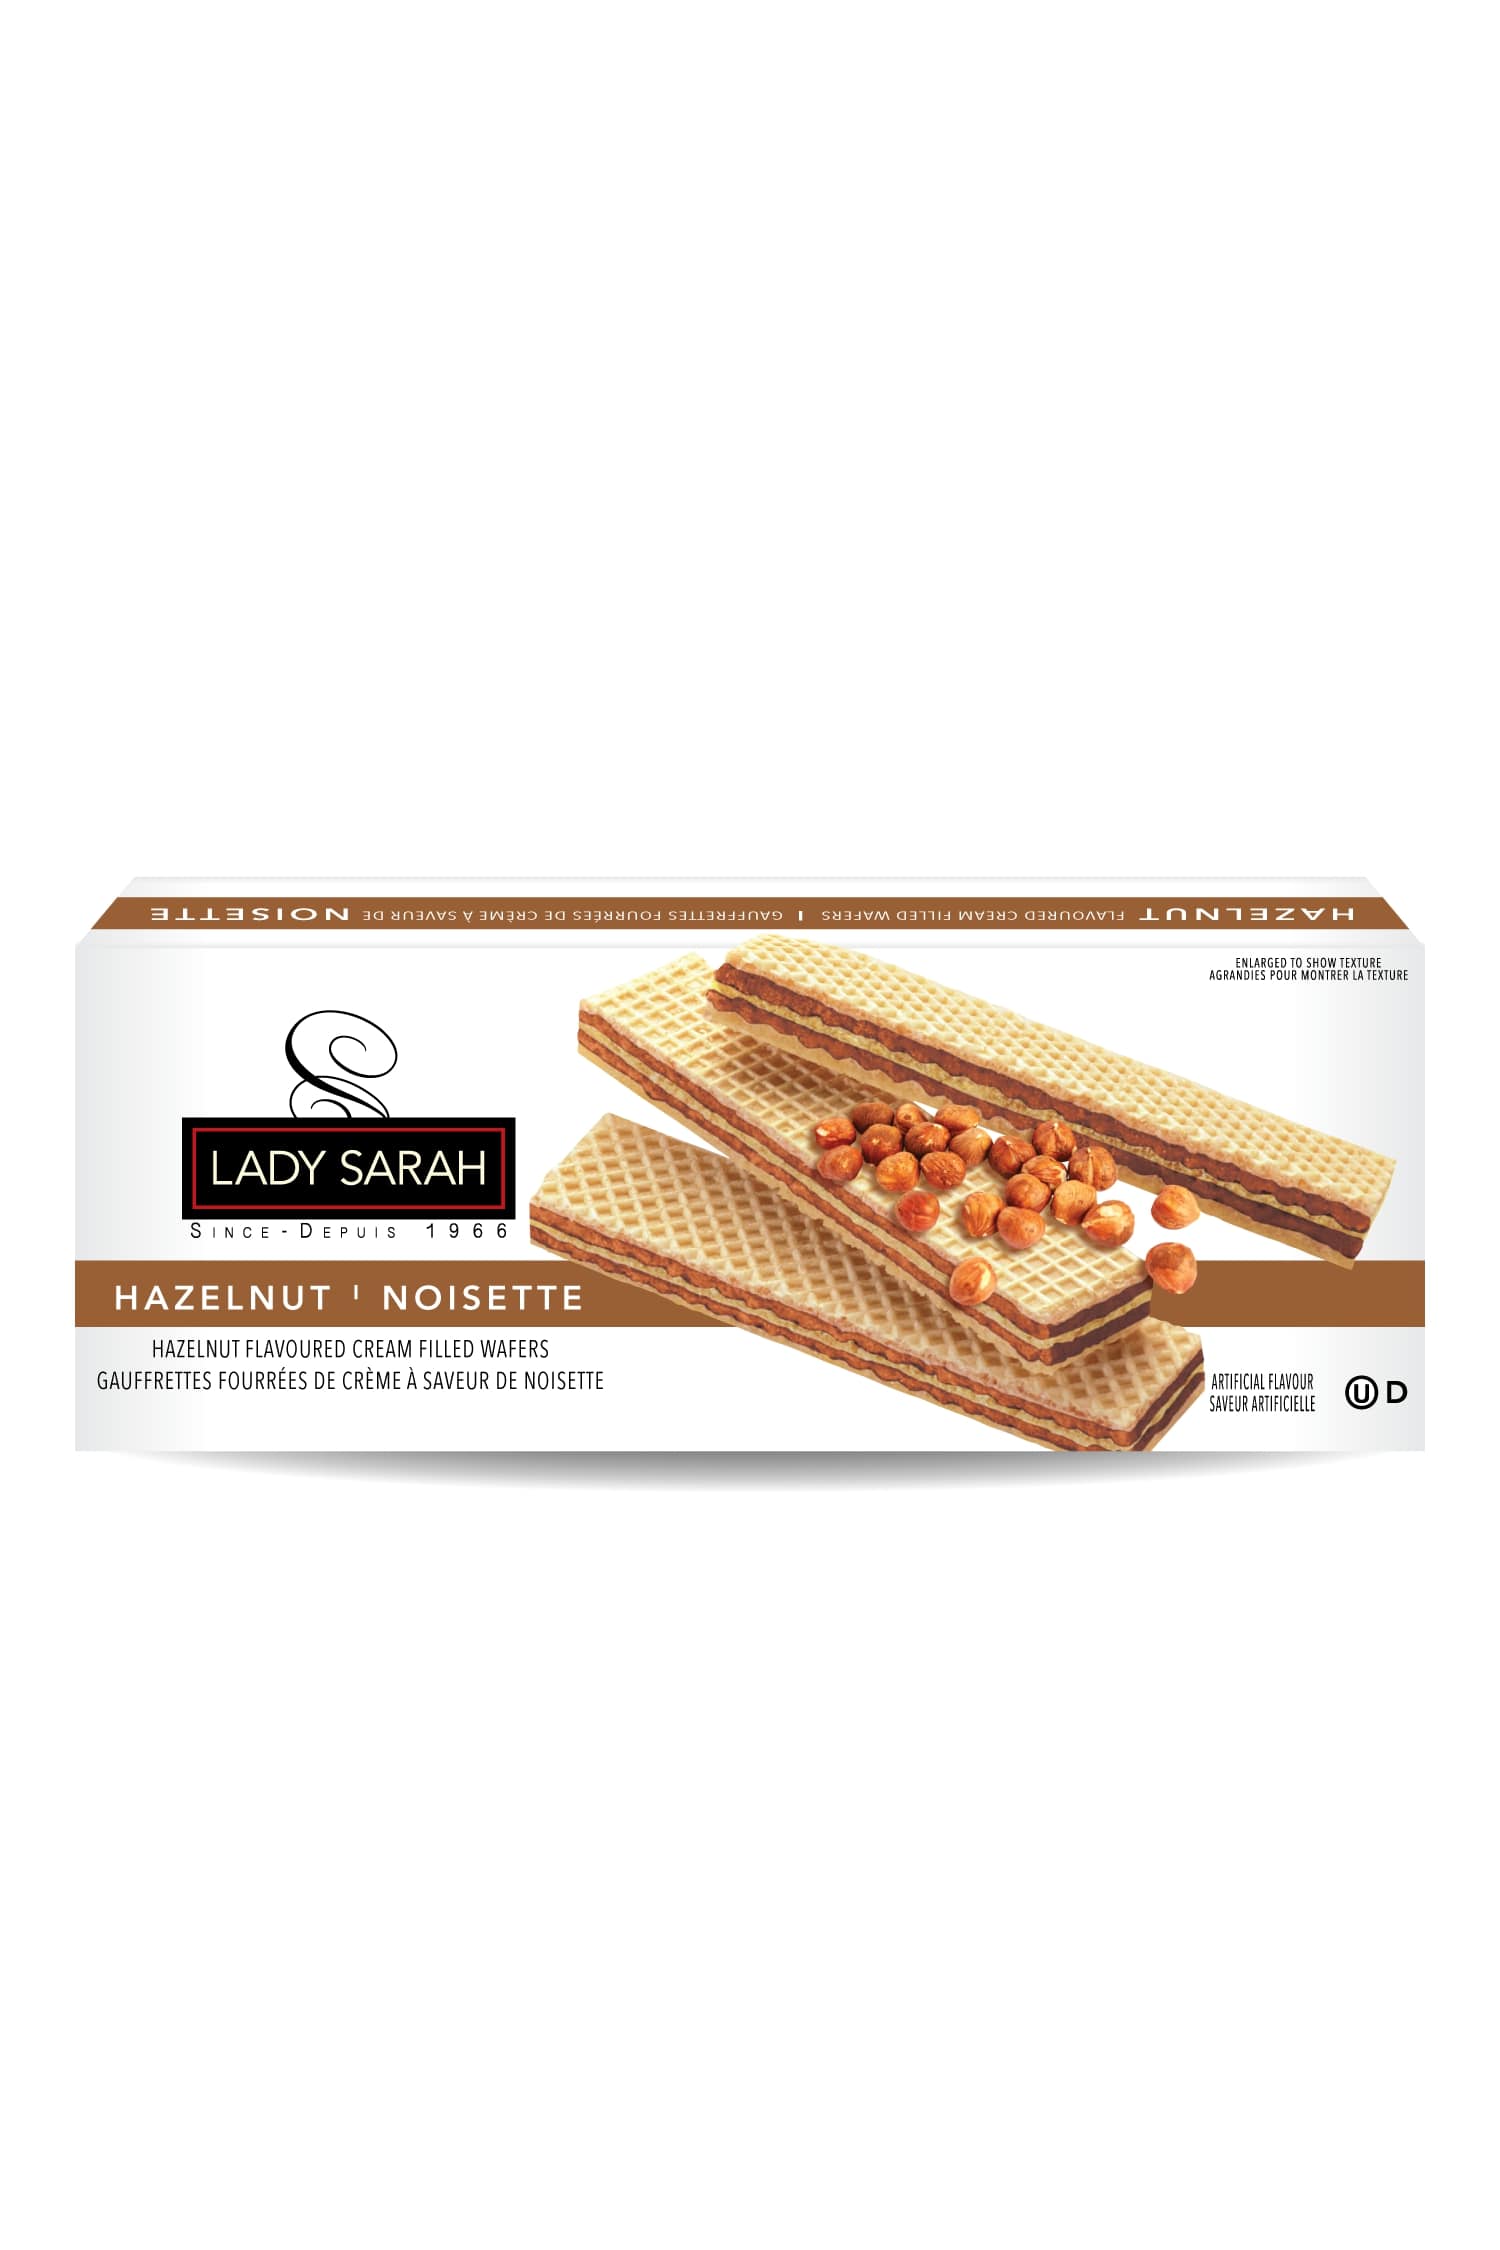 HAZELNUT FLAVOURED CREAM FILLED WAFERS | GAUFFRETTES FOURRÉES DE CRÈME À SAVEUR DE NOISETTE
ENLARGED TO SHOW TEXTURE
AGRANDIES POUR MONTRER LA TEXTURE
LADY SARAH
SINCE-DEPUIS 1966
HAZELNUT | NOISETTE
HAZELNUT FLAVOURED CREAM FILLED WAFERS
GAUFFRETTES FOURRÉES DE CRÈME À SAVEUR DE NOISETTE
ARTIFICIAL FLAVOUR
SAVEUR ARTIFICIELLE
Ⓤ D